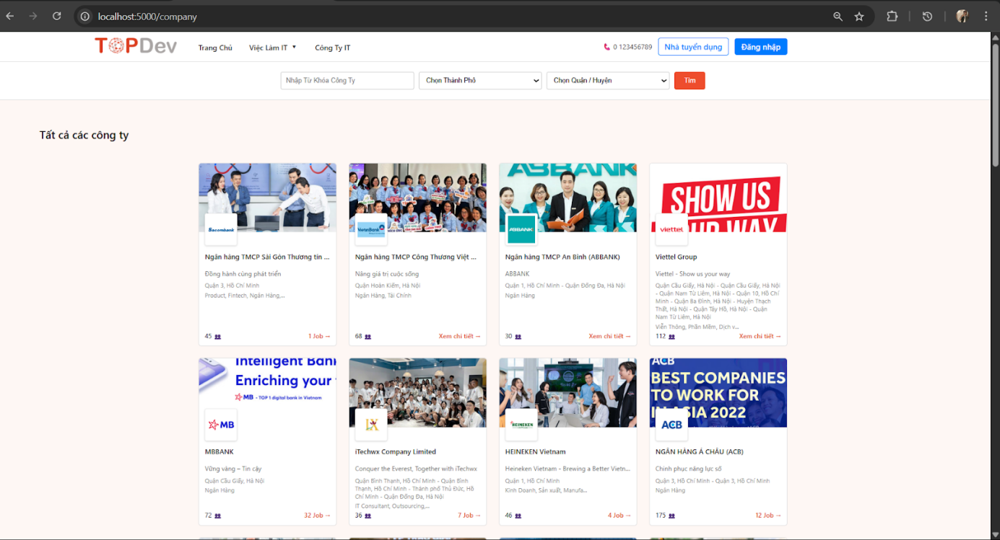 localhost:5000/company
TOPDev
Trang Chủ
Việc Làm IT
Công Ty IT
0 123456789
Nhà tuyển dụng
Đăng nhập
Nhập Từ Khóa Công Ty
Chọn Thành Phố
Chọn Quận / Huyện
Tìm
Tất cả các công ty
ABBANK
SHOW US
YOUR WAY
Sacombank
VietinBank
ABBANK
viettel
Ngân hàng TMCP Sài Gòn Thương tín ...
Ngân hàng TMCP Công Thương Việt ...
Ngân hàng TMCP An Bình (ABBANK)
Viettel Group
Đồng hành cùng phát triển
Nâng giá trị cuộc sống
ABBANK
Viettel - Show us your way
Quận 3, Hồ Chí Minh
Product, Fintech, Ngân Hàng,...
Quận Hoàn Kiếm, Hà Nội
Ngân Hàng, Tài Chính
Quận 1, Hồ Chí Minh - Quận Đống Đa, Hà Nội
Ngân Hàng
Quận Cầu Giấy, Hà Nội - Quận Cầu Giấy, Hà Nội
- Quận Nam Từ Liêm, Hà Nội - Quận 10, Hồ Chí
Minh - Quận Ba Đình, Hà Nội - Huyện Thạch
Thất, Hà Nội - Quận Tây Hồ, Hà Nội - Quận
Nam Từ Liêm, Hà Nội
Viễn Thông, Phần Mềm, Dịch v...
45
1 Job →
68
Xem chi tiết →
30
Xem chi tiết →
112
Xem chi tiết →
Intelligent Bank
Enriching your
MB - TOP 1 digital bank in Vietnam
ACB
BEST COMPANIES
TO WORK FOR
IN ASIA 2022
MB
IX
HEINEKEN
ACB
MBBANK
iTechwx Company Limited
HEINEKEN Vietnam
NGÂN HÀNG Á CHÂU (ACB)
Vững vàng – Tin cậy
Conquer the Everest, Together with iTechwx
Heineken Vietnam - Brewing a Better Vietn...
Chinh phục năng lực số
Quận Cầu Giấy, Hà Nội
Ngân Hàng
Quận Bình Thạnh, Hồ Chí Minh - Quận Bình
Thạnh, Hồ Chí Minh - Thành phố Thủ Đức, Hồ
Chí Minh - Quận Đống Đa, Hà Nội
IT Consultant, Outsourcing,...
Quận 1, Hồ Chí Minh
Kinh Doanh, Sản xuất, Manufa...
Quận 3, Hồ Chí Minh - Quận 3, Hồ Chí Minh
Ngân Hàng
72
32 Job →
36
7 Job →
46
4 Job →
175
12 Job →